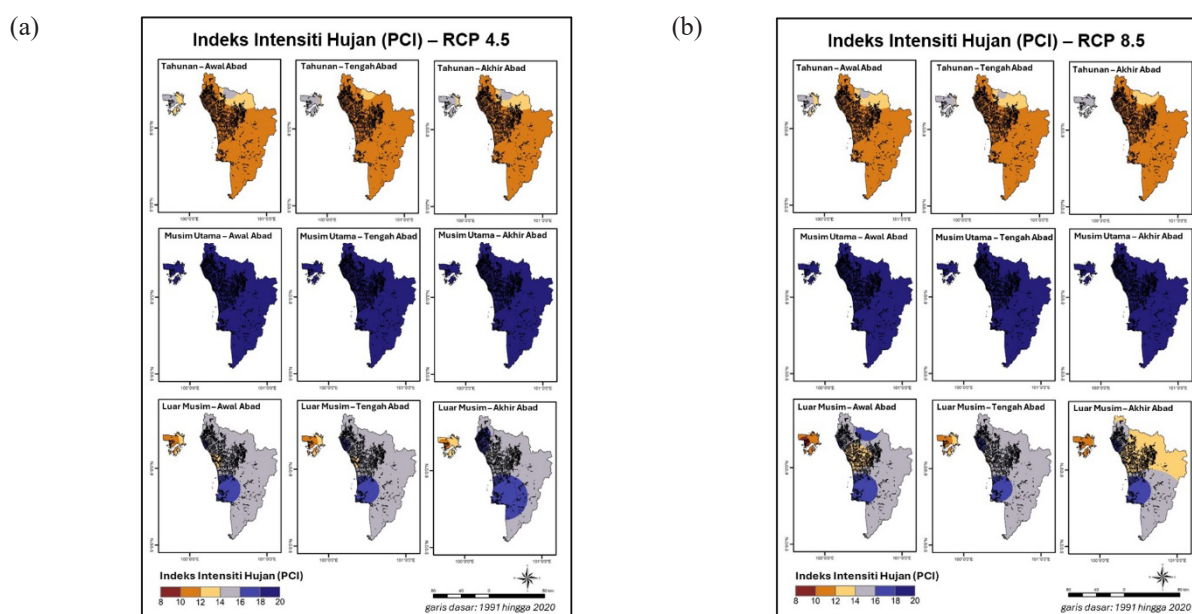 (a)
Indeks Intensiti Hujan (PCI) – RCP 4.5
Tahunan – Awal Abad
Tahunan – Tengah Abad
Tahunan – Akhir Abad
Musim Utama – Awal Abad
Musim Utama – Tengah Abad
Musim Utama – Akhir Abad
Luar Musim – Awal Abad
Luar Musim – Tengah Abad
Luar Musim – Akhir Abad
Indeks Intensiti Hujan (PCI)
8 10 12 14 16 18 20
garis dasar: 1991 hingga 2020
(b)
Indeks Intensiti Hujan (PCI) – RCP 8.5
Tahunan – Awal Abad
Tahunan – Tengah Abad
Tahunan – Akhir Abad
Musim Utama – Awal Abad
Musim Utama – Tengah Abad
Musim Utama – Akhir Abad
Luar Musim – Awal Abad
Luar Musim – Tengah Abad
Luar Musim – Akhir Abad
Indeks Intensiti Hujan (PCI)
8 10 12 14 16 18 20
garis dasar: 1991 hingga 2020